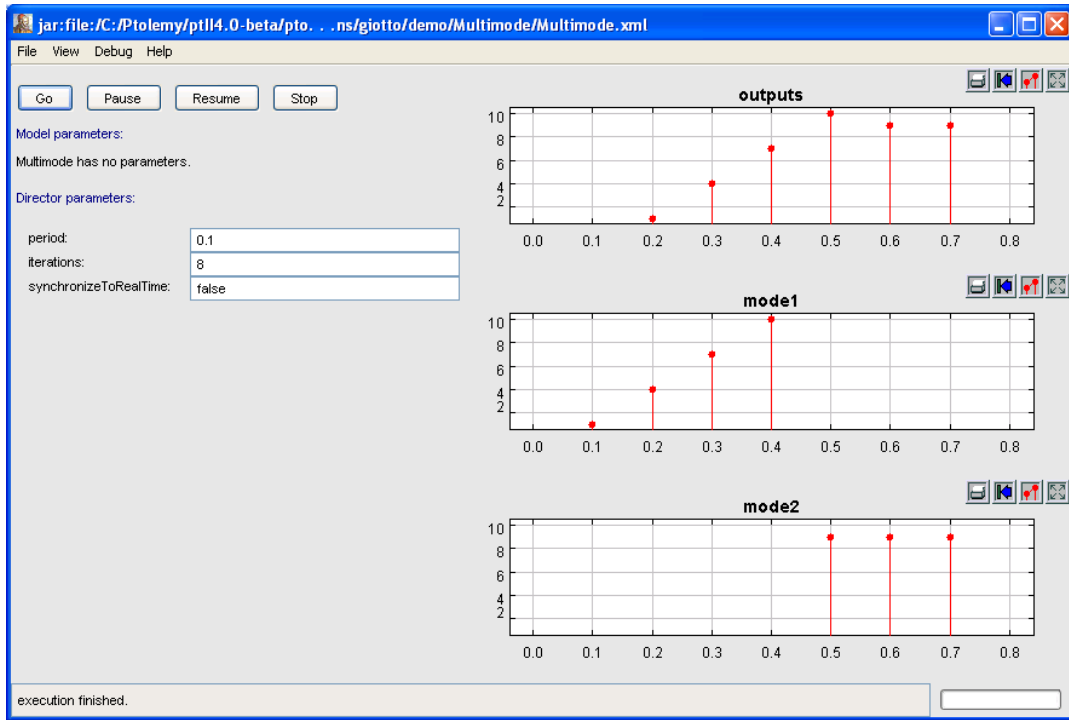 jar:file:/C:/Ptolemy/ptII4.0-beta/pto. . .ns/giotto/demo/Multimode/Multimode.xml
File View Debug Help
Go Pause Resume Stop
Model parameters:
Multimode has no parameters.
Director parameters:
period: 0.1
iterations: 8
synchronizeToRealTime: false
outputs
10
8
6
4
2
0.0 0.1 0.2 0.3 0.4 0.5 0.6 0.7 0.8
mode1
10
8
6
4
2
0.0 0.1 0.2 0.3 0.4 0.5 0.6 0.7 0.8
mode2
10
8
6
4
2
0.0 0.1 0.2 0.3 0.4 0.5 0.6 0.7 0.8
execution finished.